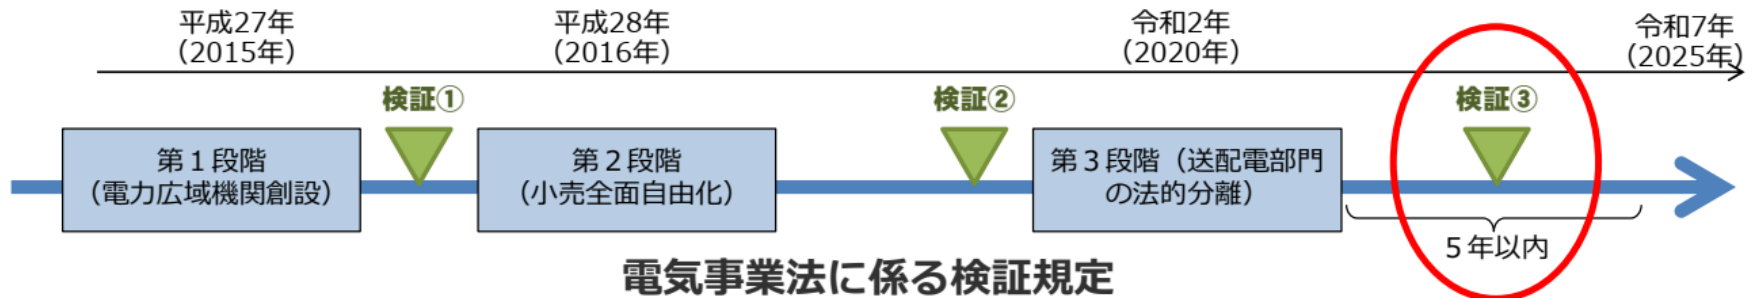 平成27年
（2015年）
平成28年
（2016年）
令和2年
（2020年）
令和7年
（2025年）
検証①
検証②
検証③
第１段階
（電力広域機関創設）
第２段階
（小売全面自由化）
第３段階（送配電部門
の法的分離）
５年以内
電気事業法に係る検証規定